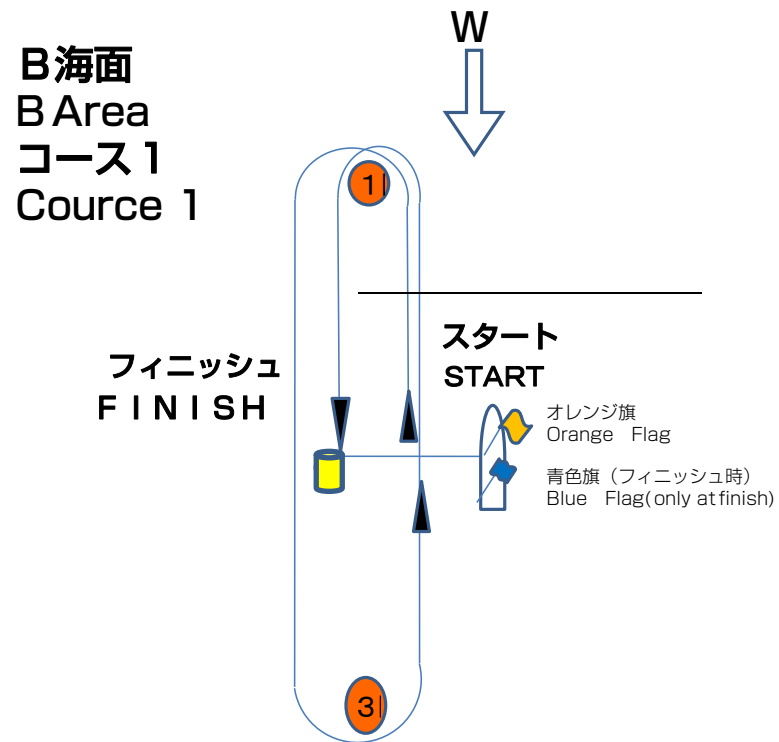 B海面
B Area
コース1
Cource 1
W
1
スタート
START
フィニッシュ
FINISH
オレンジ旗
Orange Flag
青色旗（フィニッシュ時）
Blue Flag(only at finish)
3